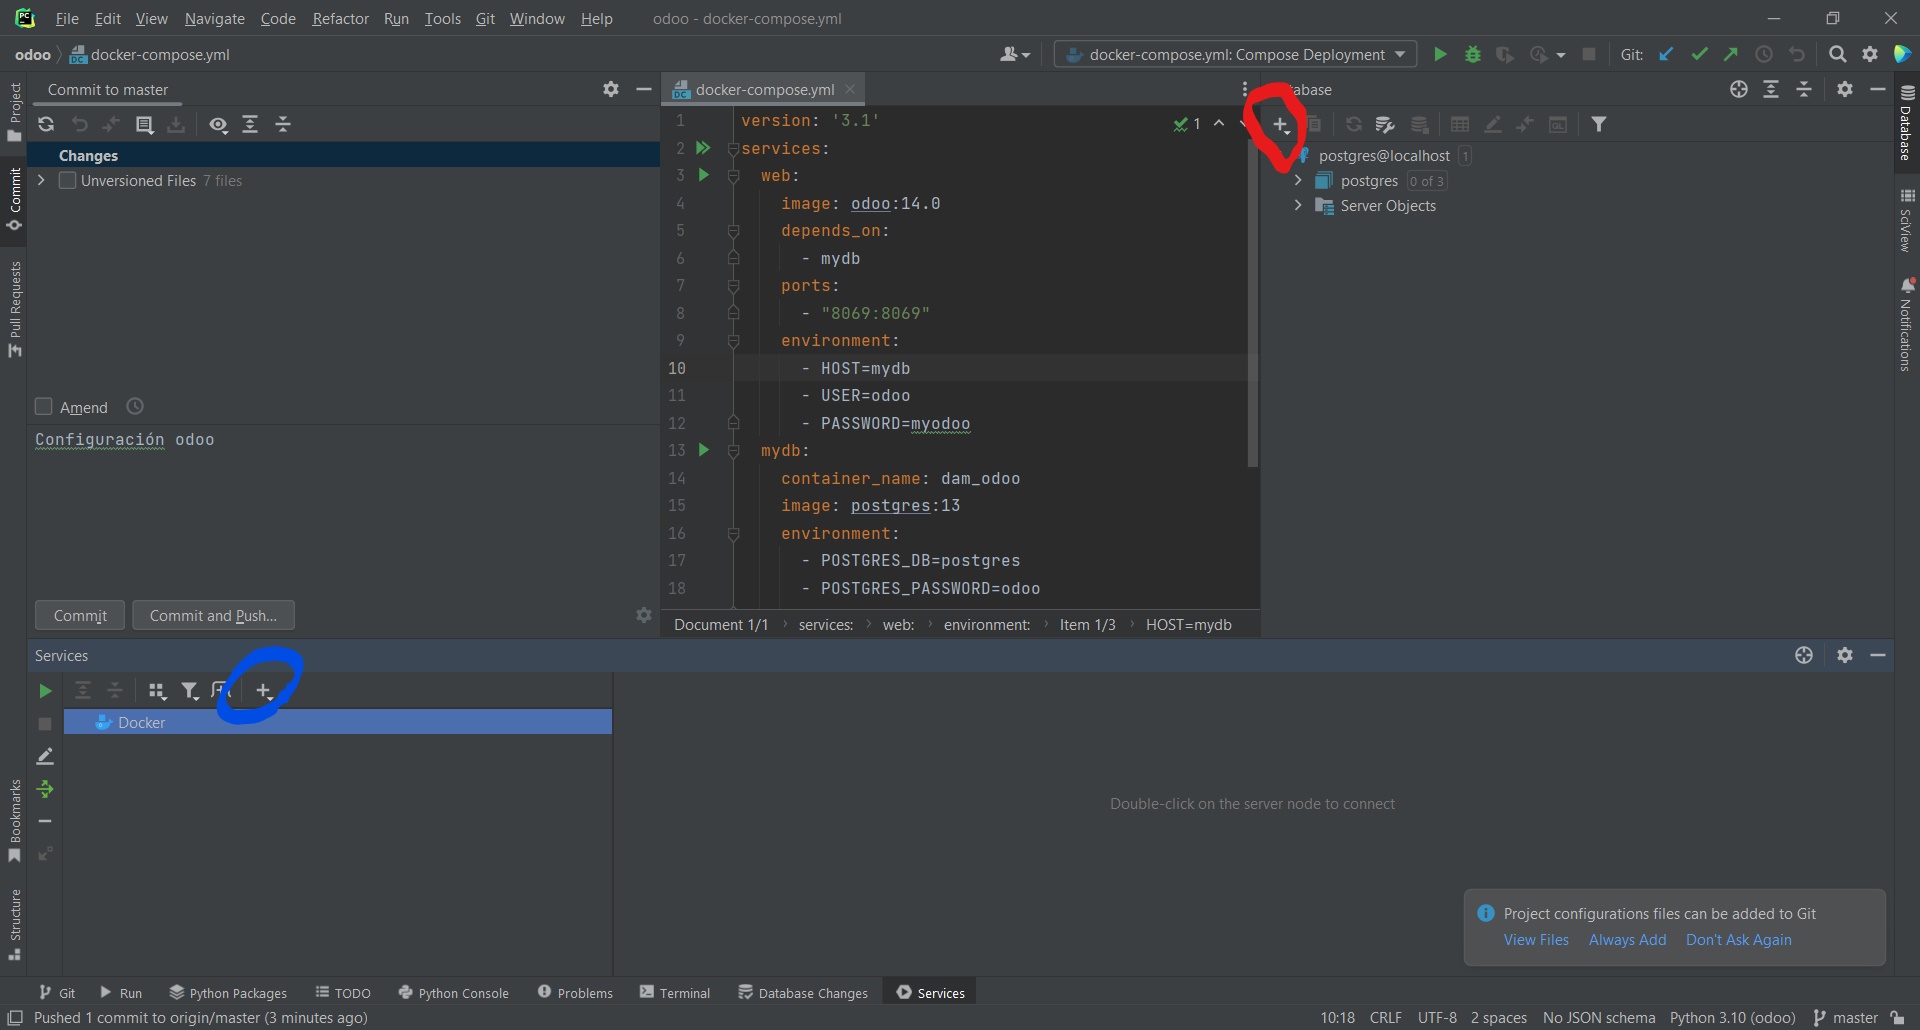 File Edit View Navigate Code Refactor Run Tools Git Window Help odoo - docker-compose.yml
odoo docker-compose.yml docker-compose.yml: Compose Deployment Git:
Project
Commit
Pull Requests
Bookmarks
Structure
Commit to master
Changes
Unversioned Files 7 files
Amend
Configuración odoo
Commit Commit and Push...
docker-compose.yml
1 version: '3.1'
2 services:
3 web:
4 image: odoo:14.0
5 depends_on:
6 - mydb
7 ports:
8 - "8069:8069"
9 environment:
10 - HOST=mydb
11 - USER=odoo
12 - PASSWORD=myodoo
13 mydb:
14 container_name: dam_odoo
15 image: postgres:13
16 environment:
17 - POSTGRES_DB=postgres
18 - POSTGRES_PASSWORD=odoo
1
Document 1/1 › services: › web: › environment: › Item 1/3 › HOST=mydb
abase
postgres@localhost 1
postgres 0 of 3
Server Objects
Database
SciView
Notifications
Services
Docker
Double-click on the server node to connect
Project configurations files can be added to Git
View Files Always Add Don't Ask Again
Git Run Python Packages TODO Python Console Problems Terminal Database Changes Services
Pushed 1 commit to origin/master (3 minutes ago) 10:18 CRLF UTF-8 2 spaces No JSON schema Python 3.10 (odoo) master